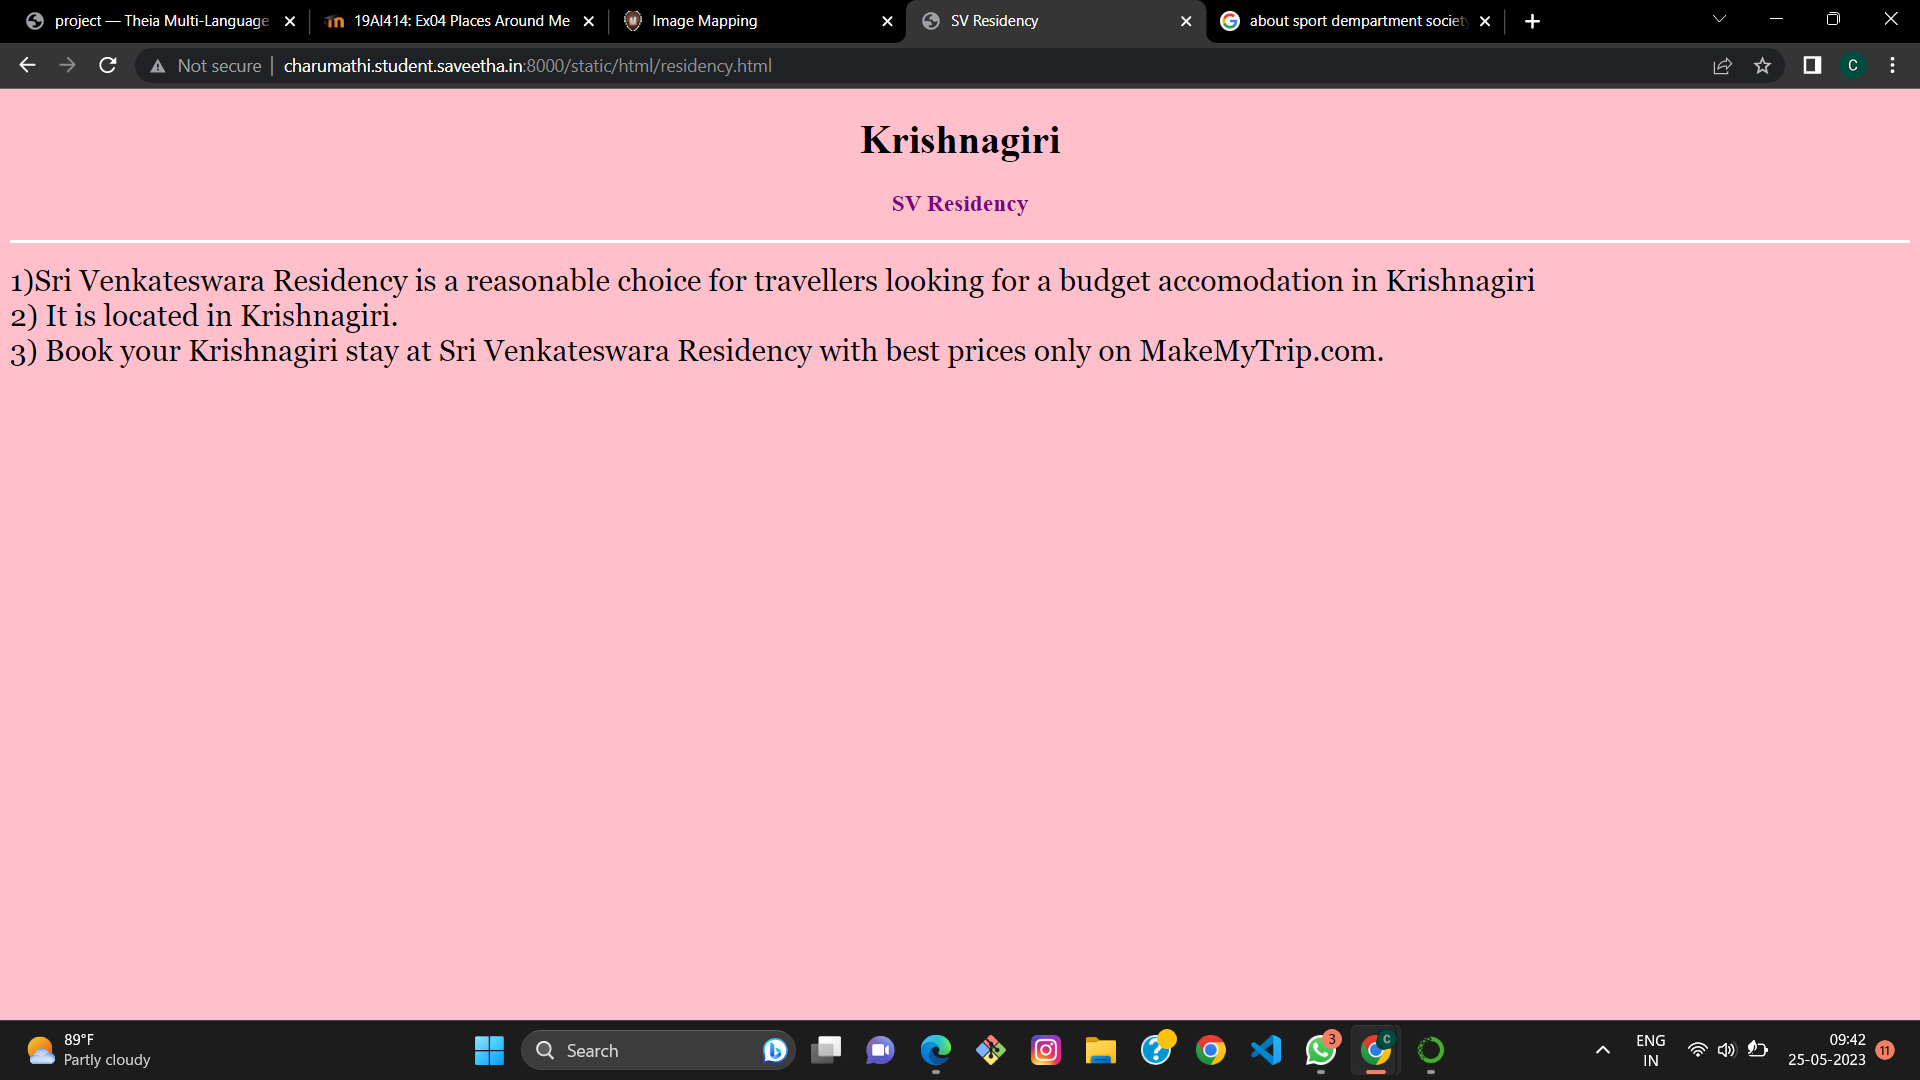 project — Theia Multi-Language
19AI414: Ex04 Places Around Me
Image Mapping
SV Residency
about sport dempartment society
Not secure
charumathi.student.saveetha.in:8000/static/html/residency.html
C
Krishnagiri
SV Residency
1)Sri Venkateswara Residency is a reasonable choice for travellers looking for a budget accomodation in Krishnagiri
2) It is located in Krishnagiri.
3) Book your Krishnagiri stay at Sri Venkateswara Residency with best prices only on MakeMyTrip.com.
89°F
Partly cloudy
Search
3
C
ENG
IN
09:42
25-05-2023
11